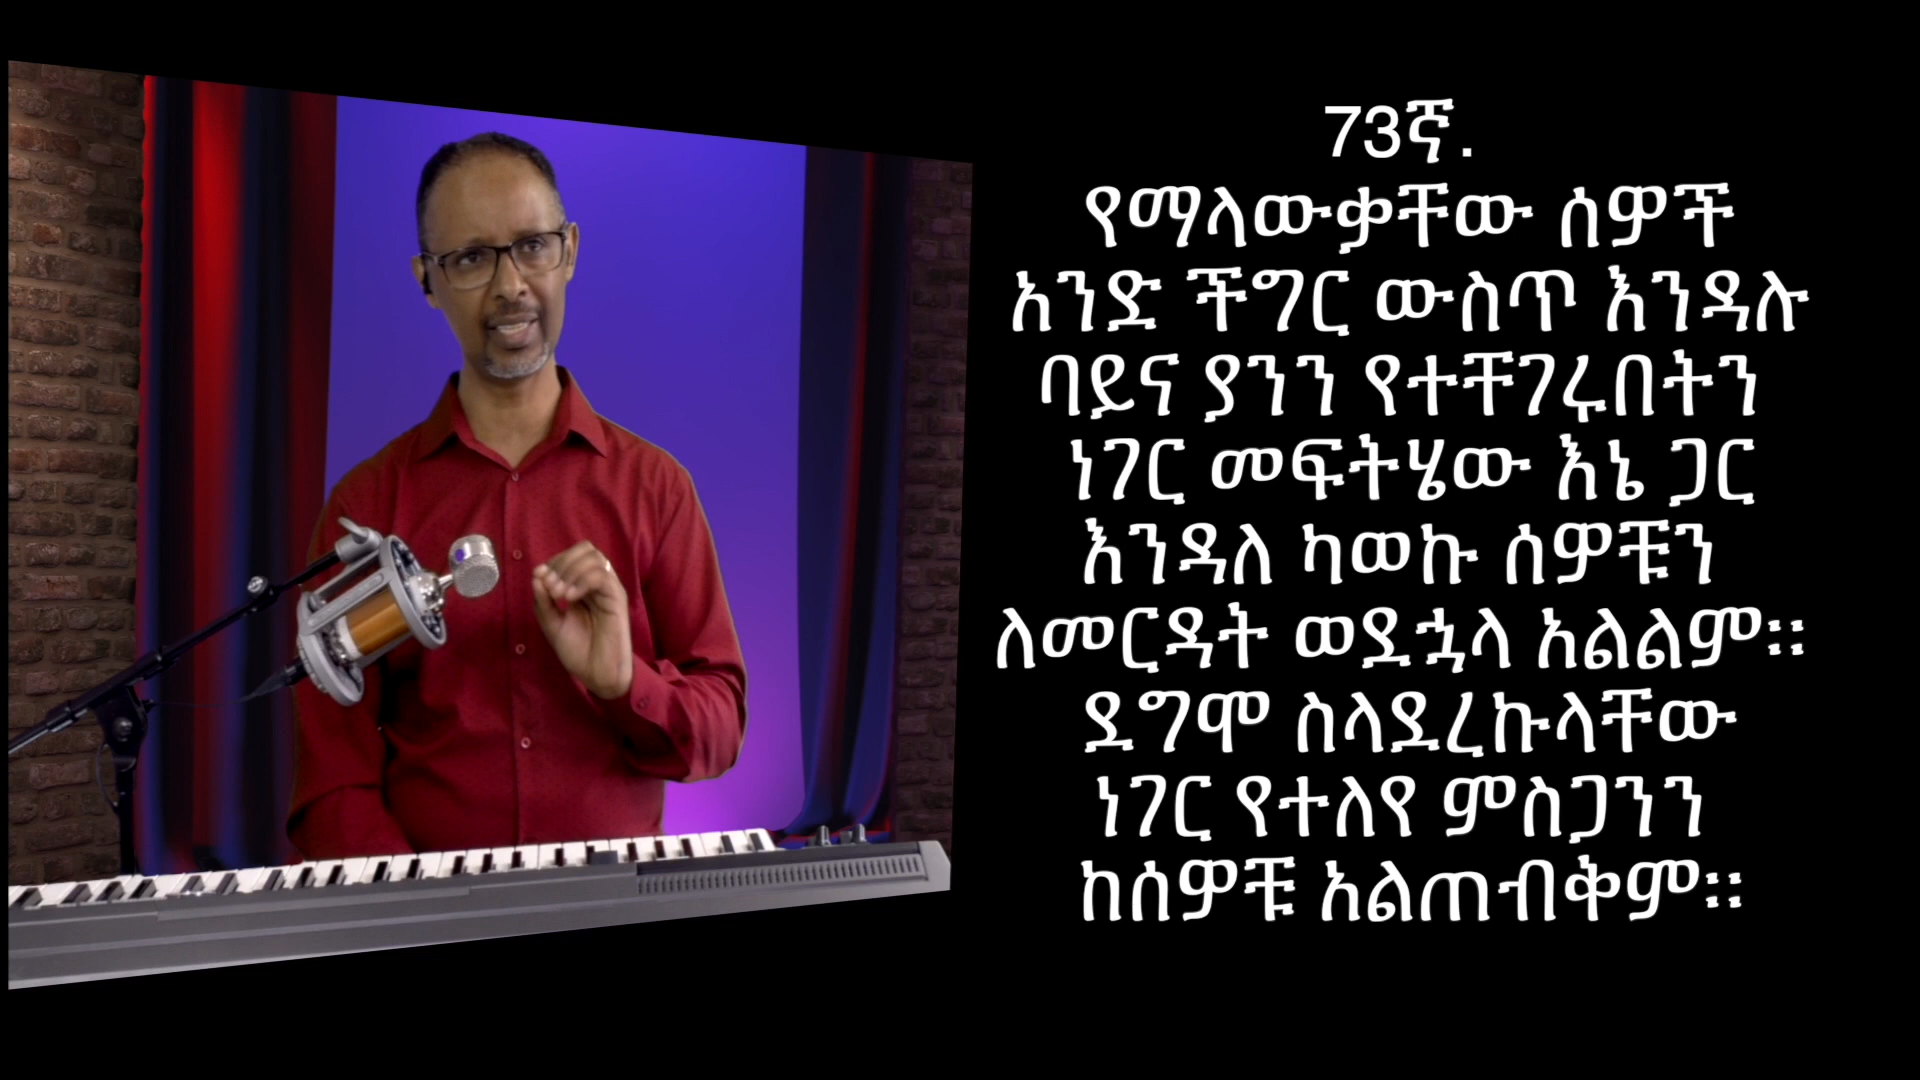 73ኛ.
የማላውቃቸው ሰዎች
አንድ ችግር ውስጥ እንዳሉ
ባይና ያንን የተቸገሩበትን
ነገር መፍትሄው እኔ ጋር
እንዳለ ካወኩ ሰዎቹን
ለመርዳት ወደኋላ አልልም፡፡
ደግሞ ስላደረኩላቸው
ነገር የተለየ ምስጋንን
ከሰዎቹ አልጠብቅም፡፡